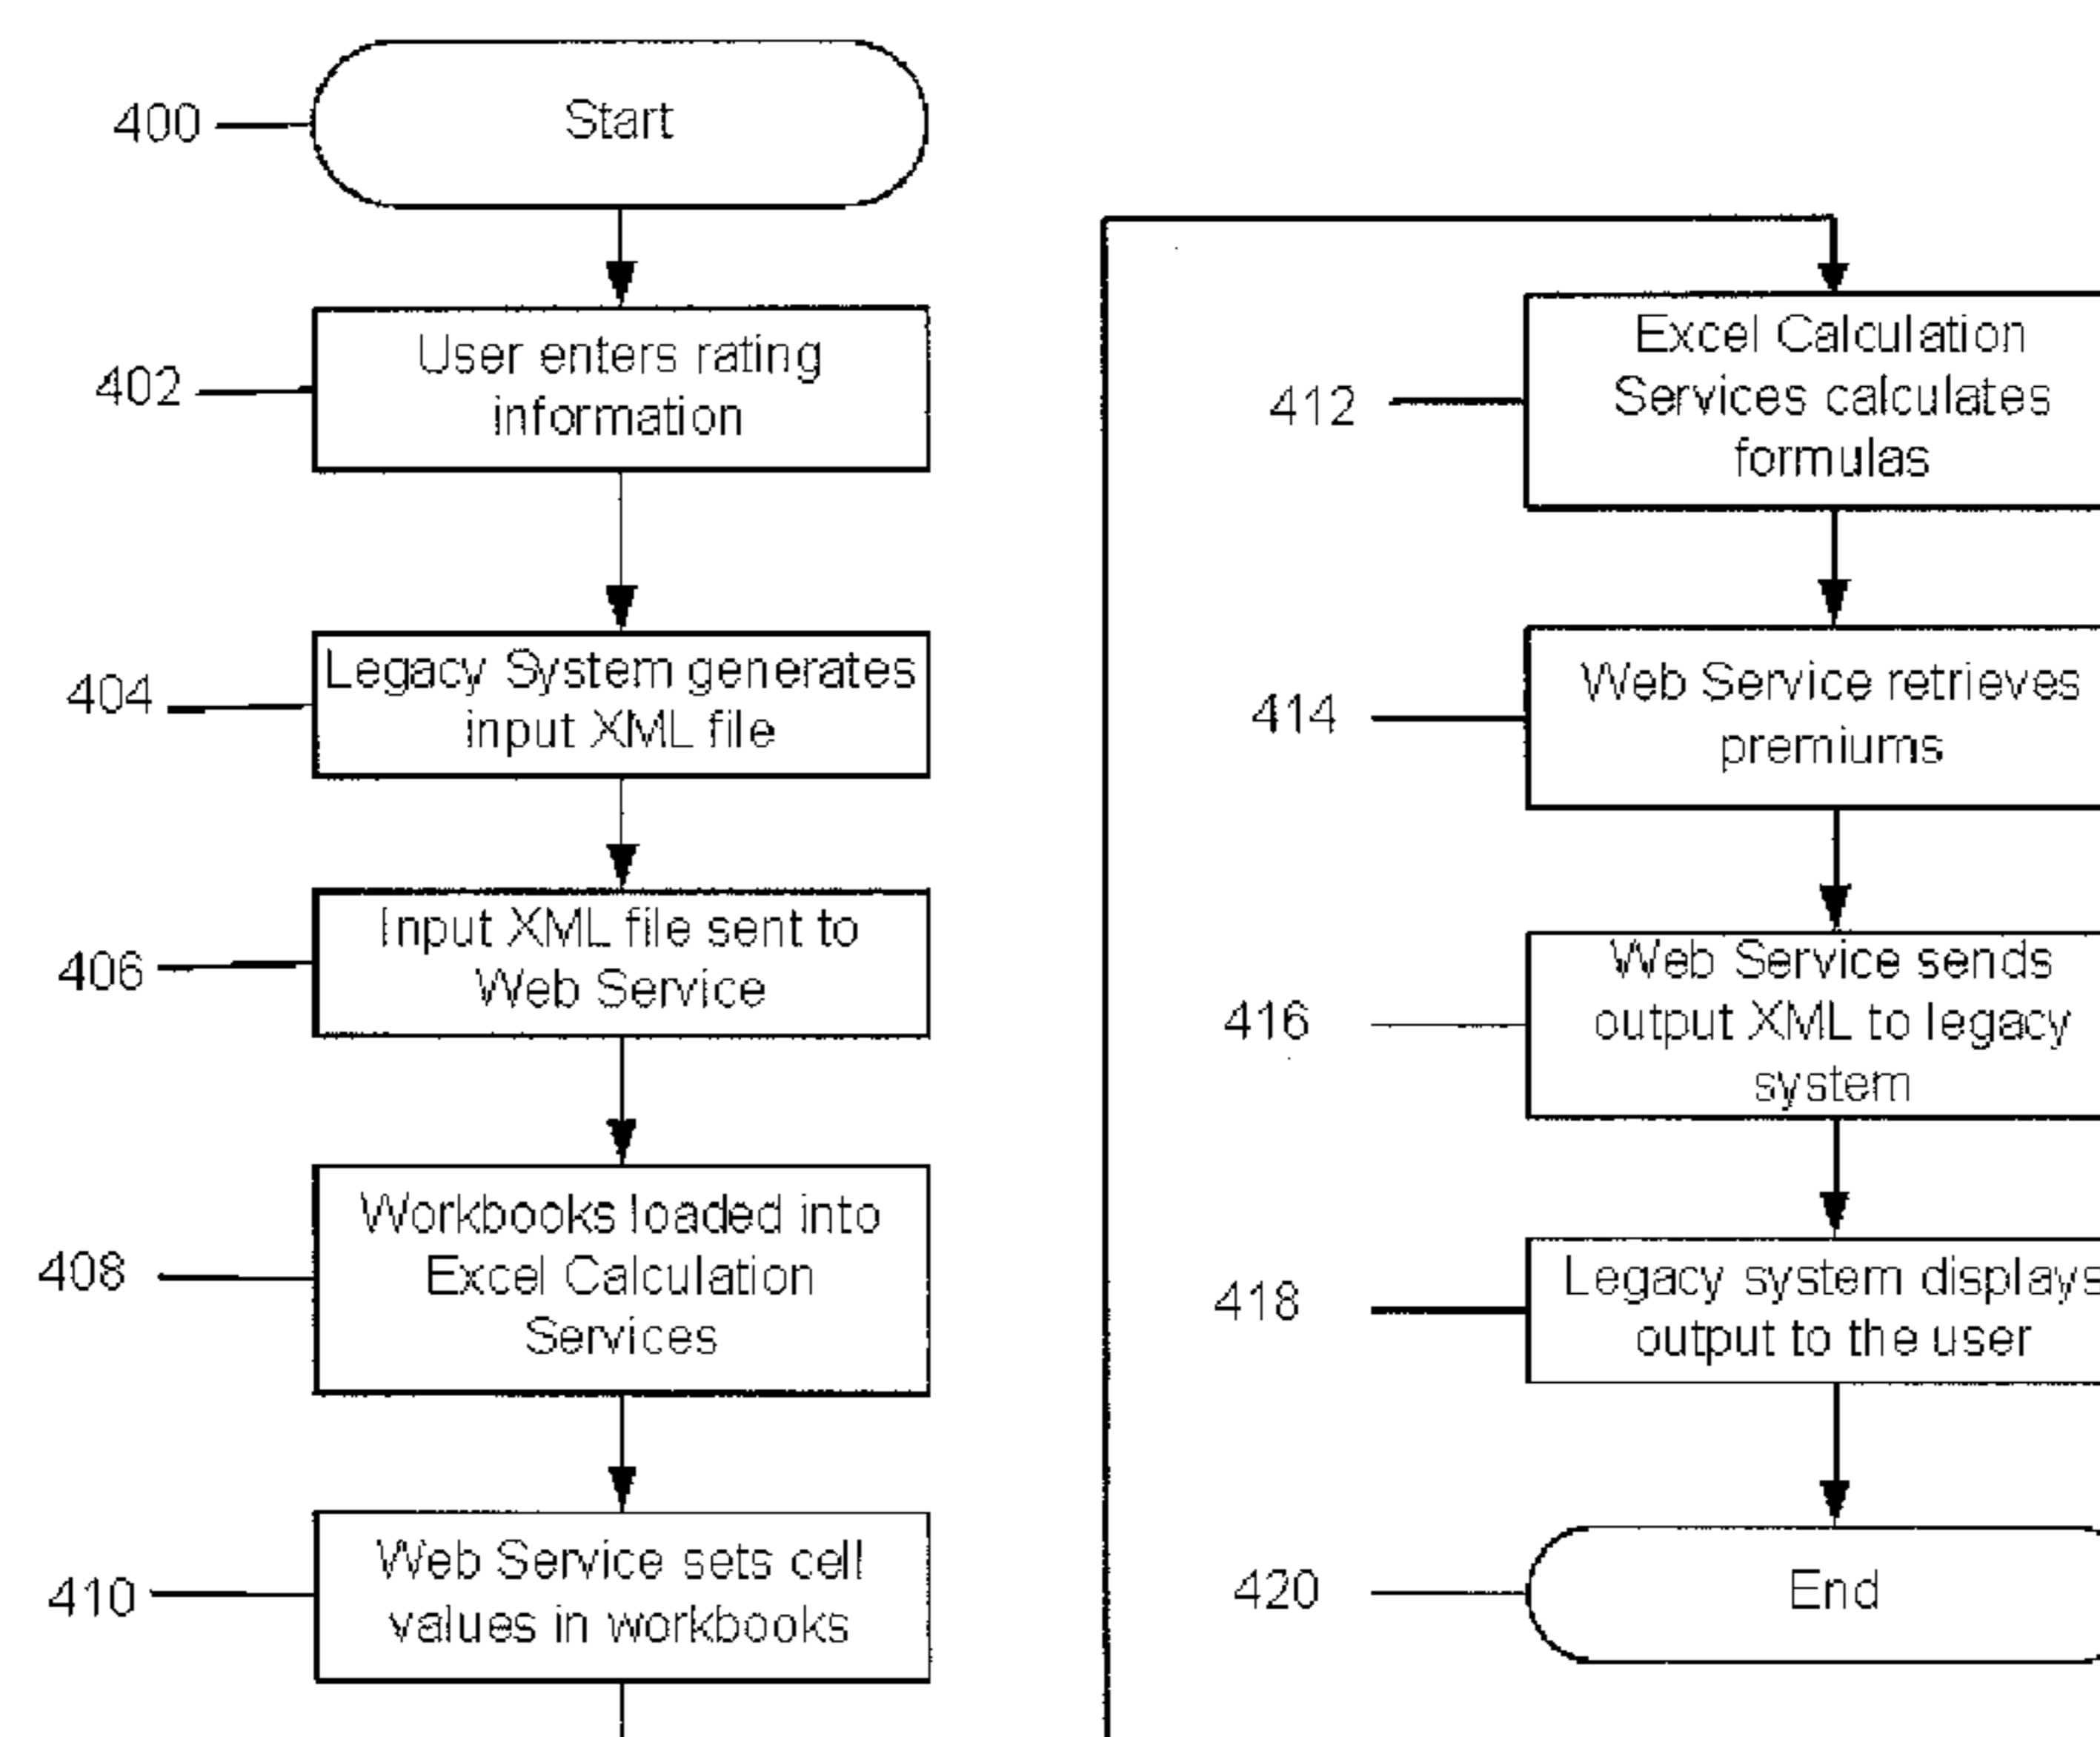 400
Start
402
User enters rating
information
404
Legacy System generates
input XML file
406
Input XML file sent to
Web Service
408
Workbooks loaded into
Excel Calculation
Services
410
Web Service sets cell
values in workbooks
412
Excel Calculation
Services calculates
formulas
414
Web Service retrieves
premiums
416
Web Service sends
output XML to legacy
system
418
Legacy system displays
output to the user
420
End